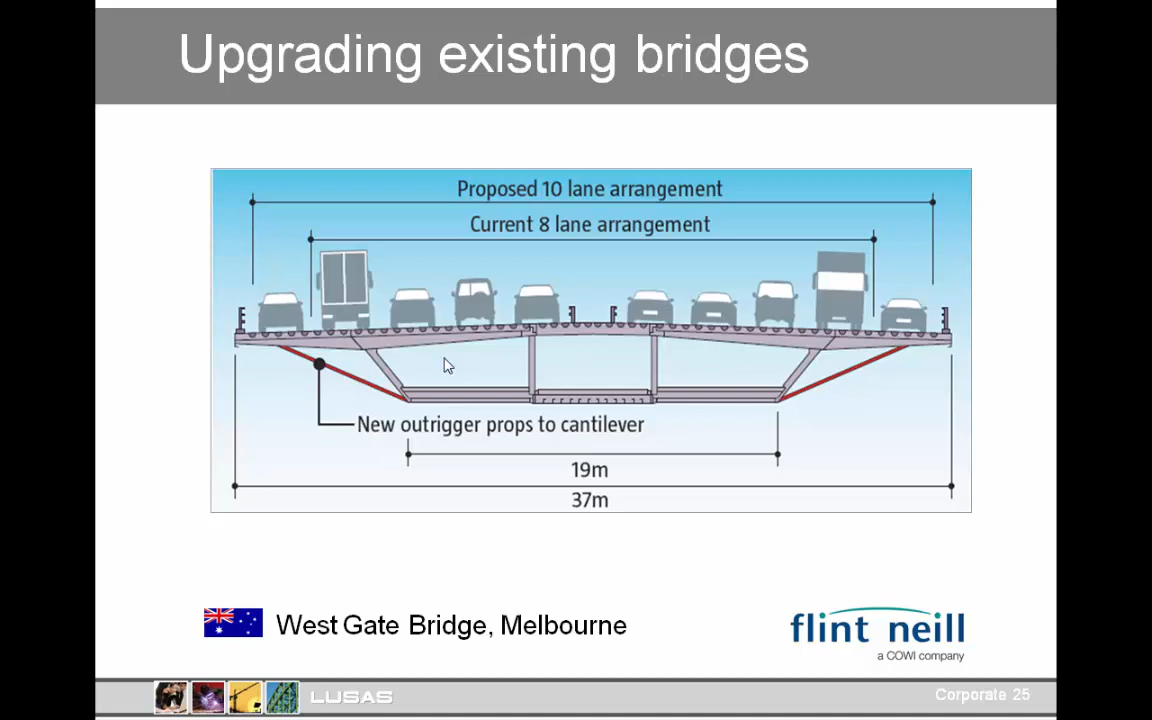 Upgrading existing bridges
Proposed 10 lane arrangement
Current 8 lane arrangement
New outrigger props to cantilever
19m
37m
West Gate Bridge, Melbourne
flint neill
a COWI company
LUSAS
Corporate 25